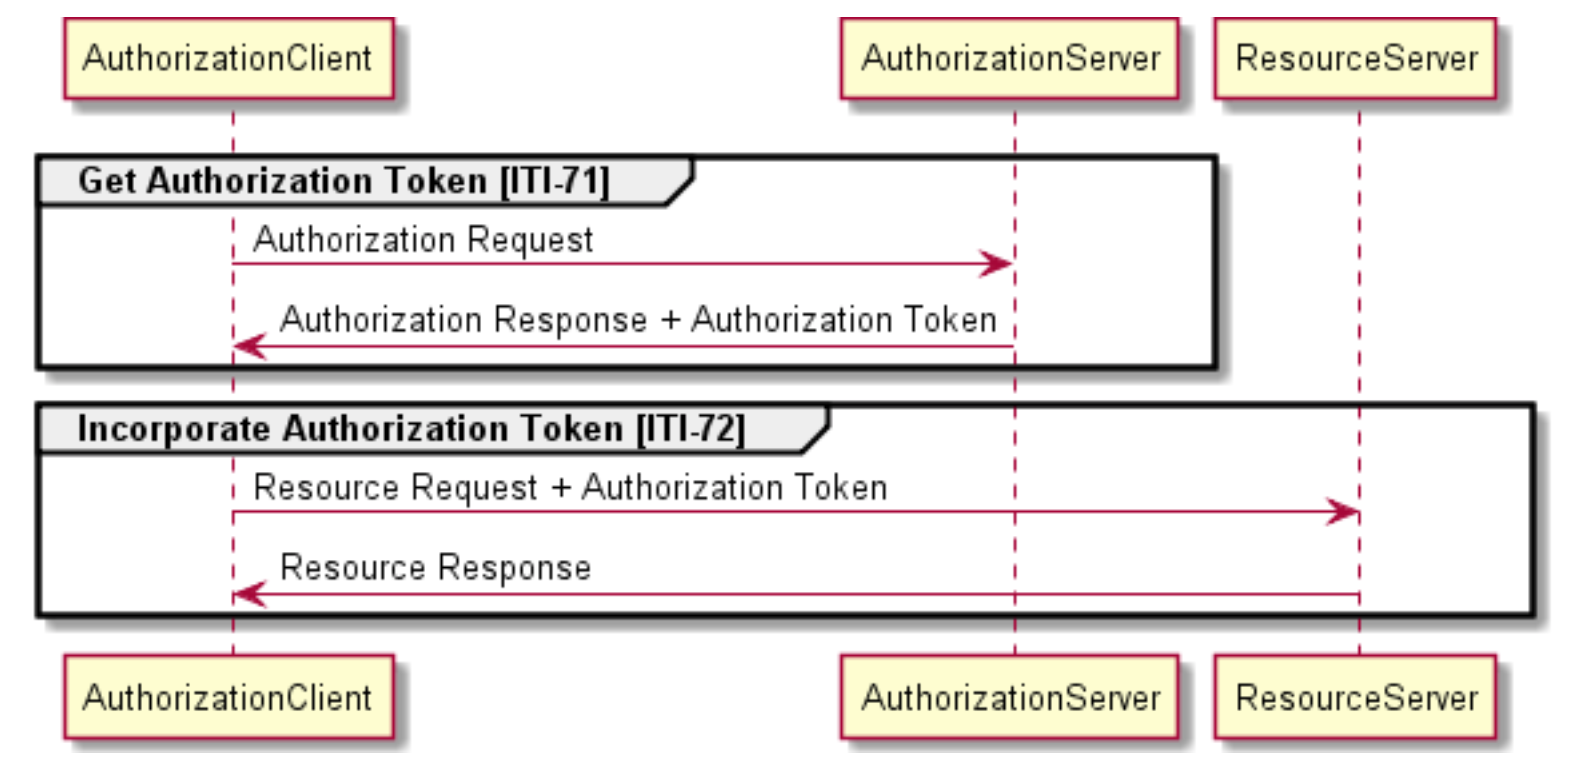 AuthorizationClient
AuthorizationServer
ResourceServer
Get Authorization Token [ITI-71]
Authorization Request
Authorization Response + Authorization Token
Incorporate Authorization Token [ITI-72]
Resource Request + Authorization Token
Resource Response
AuthorizationClient
AuthorizationServer
ResourceServer